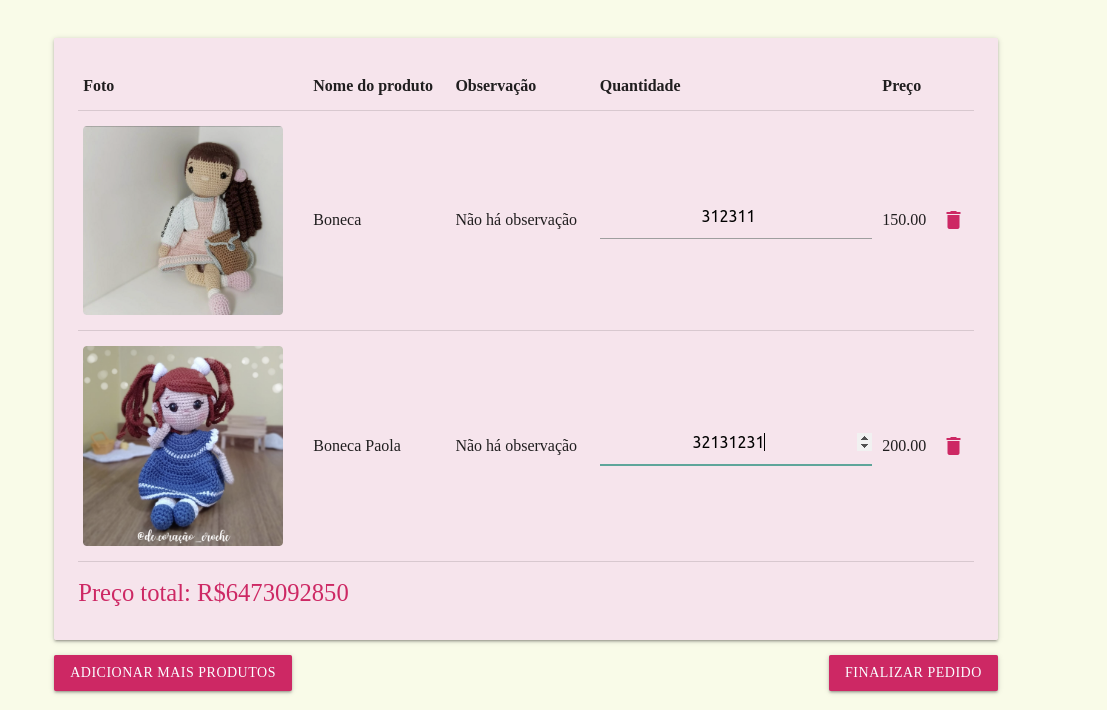 Foto Nome do produto Observação Quantidade Preço
Boneca Não há observação 312311 150.00
Boneca Paola Não há observação 32131231 200.00
@de.coração_croche
Preço total: R$6473092850
ADICIONAR MAIS PRODUTOS FINALIZAR PEDIDO